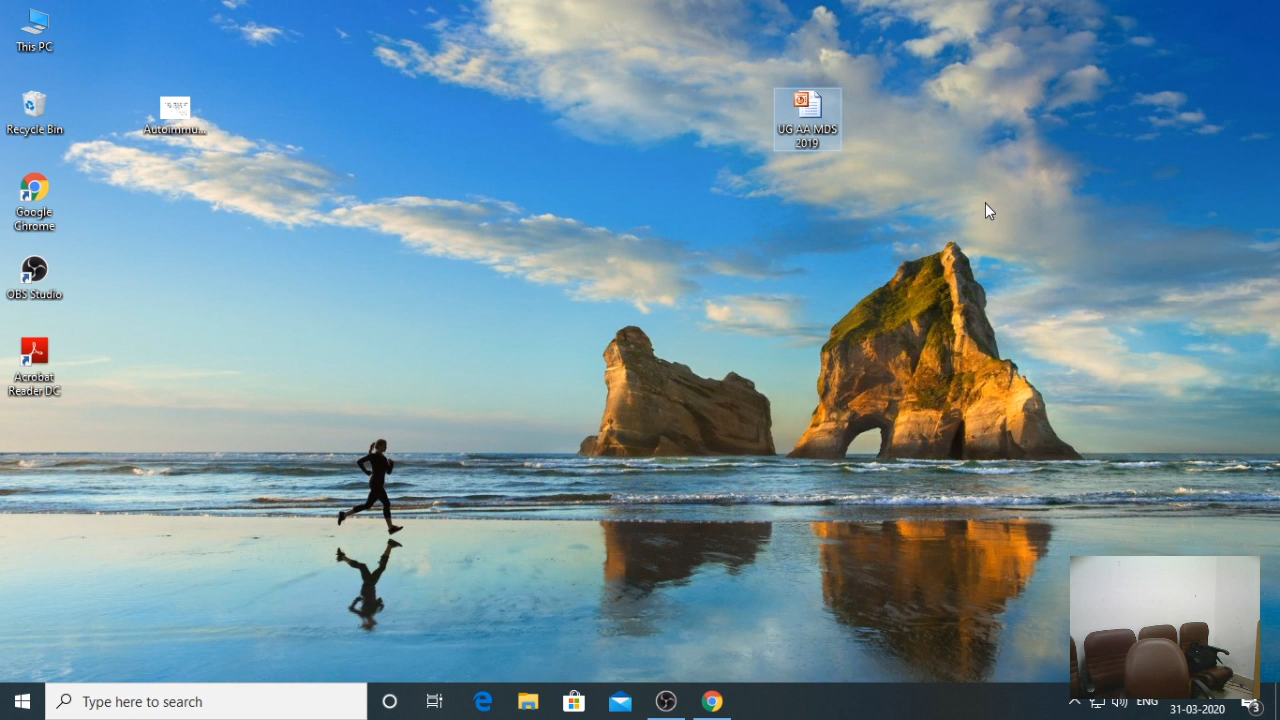 This PC
Recycle Bin
Autoimmu...
UG AA MDS
2019
Google
Chrome
OBS Studio
Acrobat
Reader DC
Type here to search
ENG
31-03-2020
3